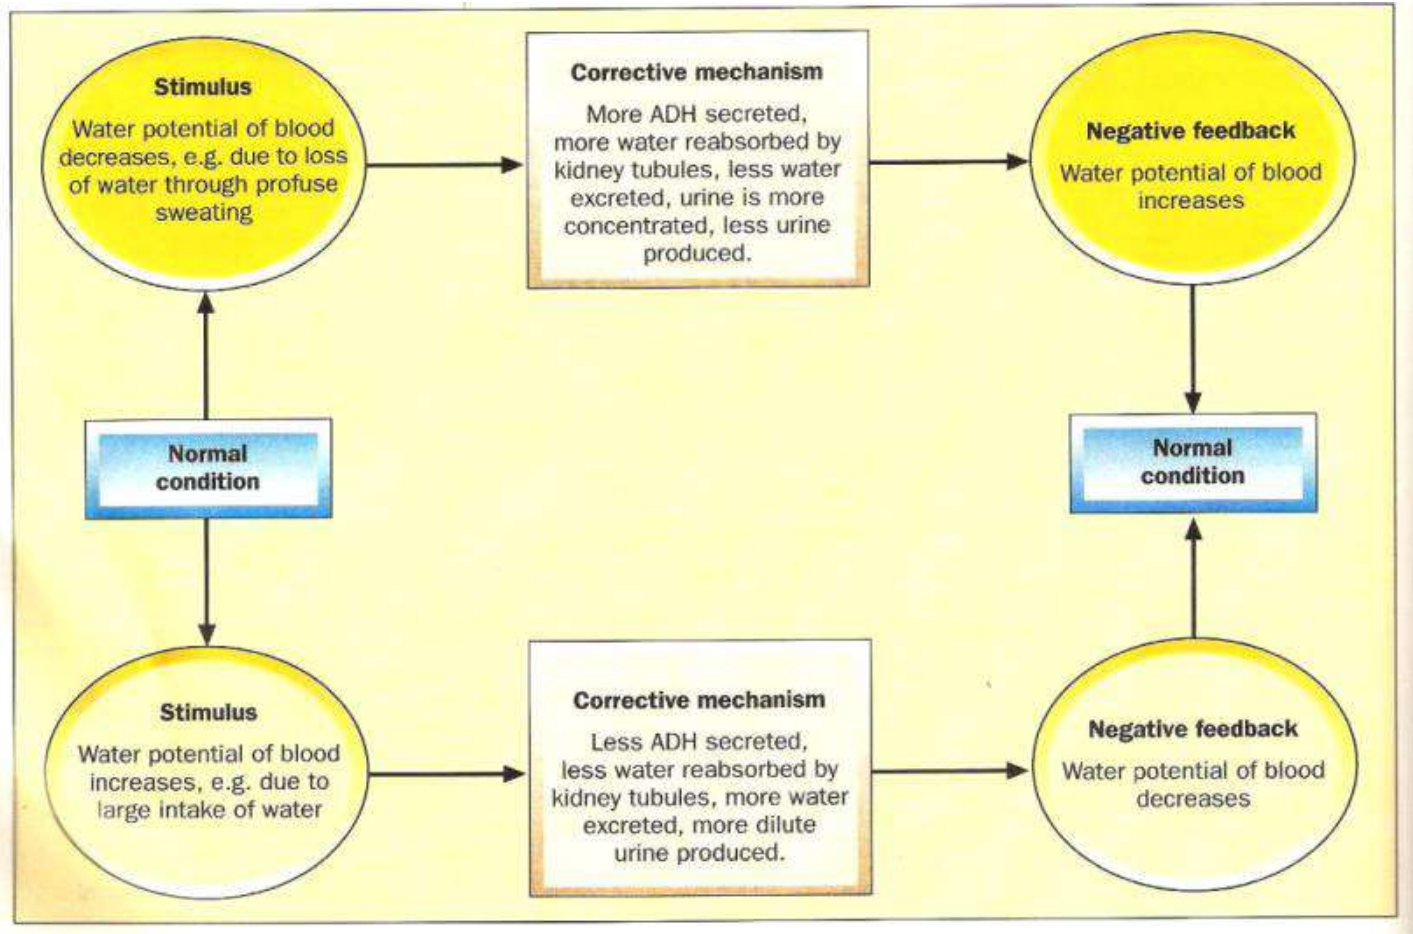 Stimulus
Water potential of blood
decreases, e.g. due to loss
of water through profuse
sweating
Corrective mechanism
More ADH secreted,
more water reabsorbed by
kidney tubules, less water
excreted, urine is more
concentrated, less urine
produced.
Negative feedback
Water potential of blood
increases
Normal
condition
Normal
condition
Stimulus
Water potential of blood
increases, e.g. due to
large intake of water
Corrective mechanism
Less ADH secreted,
less water reabsorbed by
kidney tubules, more water
excreted, more dilute
urine produced.
Negative feedback
Water potential of blood
decreases